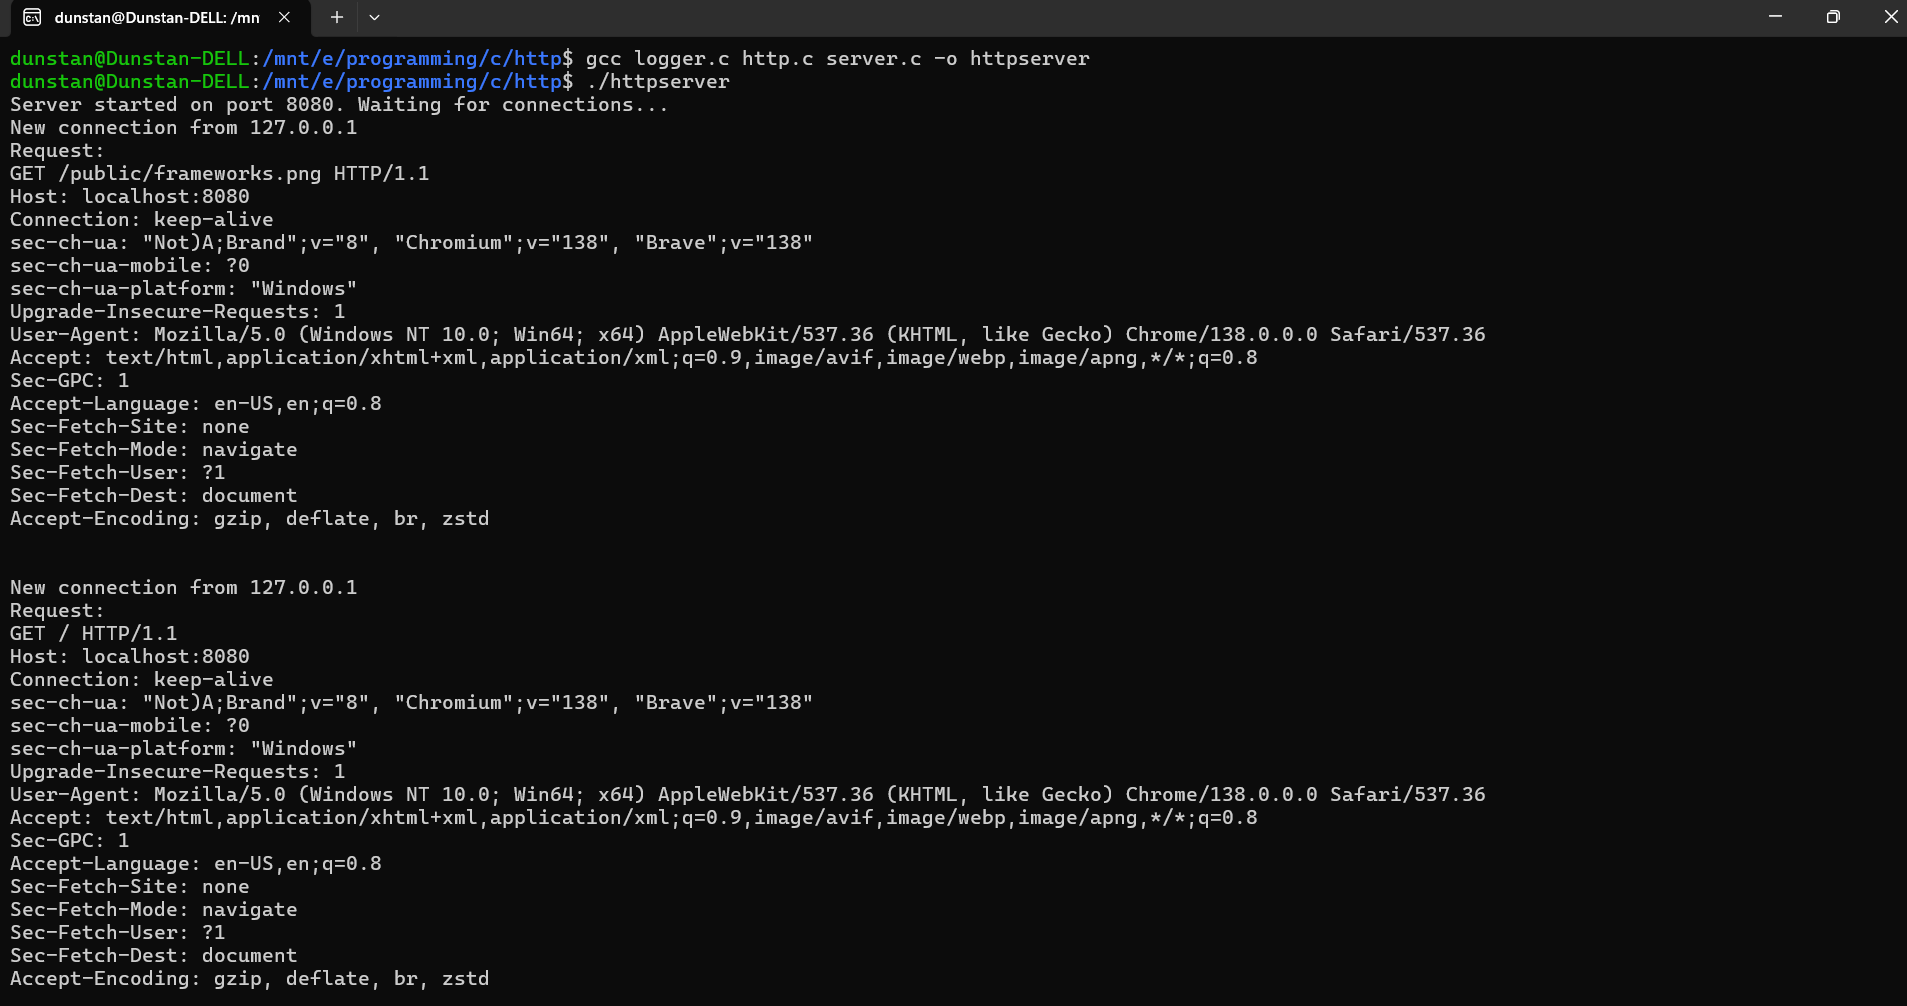 dunstan@Dunstan-DELL: /mn
dunstan@Dunstan-DELL:/mnt/e/programming/c/http$ gcc logger.c http.c server.c -o httpserver
dunstan@Dunstan-DELL:/mnt/e/programming/c/http$ ./httpserver
Server started on port 8080. Waiting for connections...
New connection from 127.0.0.1
Request:
GET /public/frameworks.png HTTP/1.1
Host: localhost:8080
Connection: keep-alive
sec-ch-ua: "Not)A;Brand";v="8", "Chromium";v="138", "Brave";v="138"
sec-ch-ua-mobile: ?0
sec-ch-ua-platform: "Windows"
Upgrade-Insecure-Requests: 1
User-Agent: Mozilla/5.0 (Windows NT 10.0; Win64; x64) AppleWebKit/537.36 (KHTML, like Gecko) Chrome/138.0.0.0 Safari/537.36
Accept: text/html,application/xhtml+xml,application/xml;q=0.9,image/avif,image/webp,image/apng,*/*;q=0.8
Sec-GPC: 1
Accept-Language: en-US,en;q=0.8
Sec-Fetch-Site: none
Sec-Fetch-Mode: navigate
Sec-Fetch-User: ?1
Sec-Fetch-Dest: document
Accept-Encoding: gzip, deflate, br, zstd
New connection from 127.0.0.1
Request:
GET / HTTP/1.1
Host: localhost:8080
Connection: keep-alive
sec-ch-ua: "Not)A;Brand";v="8", "Chromium";v="138", "Brave";v="138"
sec-ch-ua-mobile: ?0
sec-ch-ua-platform: "Windows"
Upgrade-Insecure-Requests: 1
User-Agent: Mozilla/5.0 (Windows NT 10.0; Win64; x64) AppleWebKit/537.36 (KHTML, like Gecko) Chrome/138.0.0.0 Safari/537.36
Accept: text/html,application/xhtml+xml,application/xml;q=0.9,image/avif,image/webp,image/apng,*/*;q=0.8
Sec-GPC: 1
Accept-Language: en-US,en;q=0.8
Sec-Fetch-Site: none
Sec-Fetch-Mode: navigate
Sec-Fetch-User: ?1
Sec-Fetch-Dest: document
Accept-Encoding: gzip, deflate, br, zstd